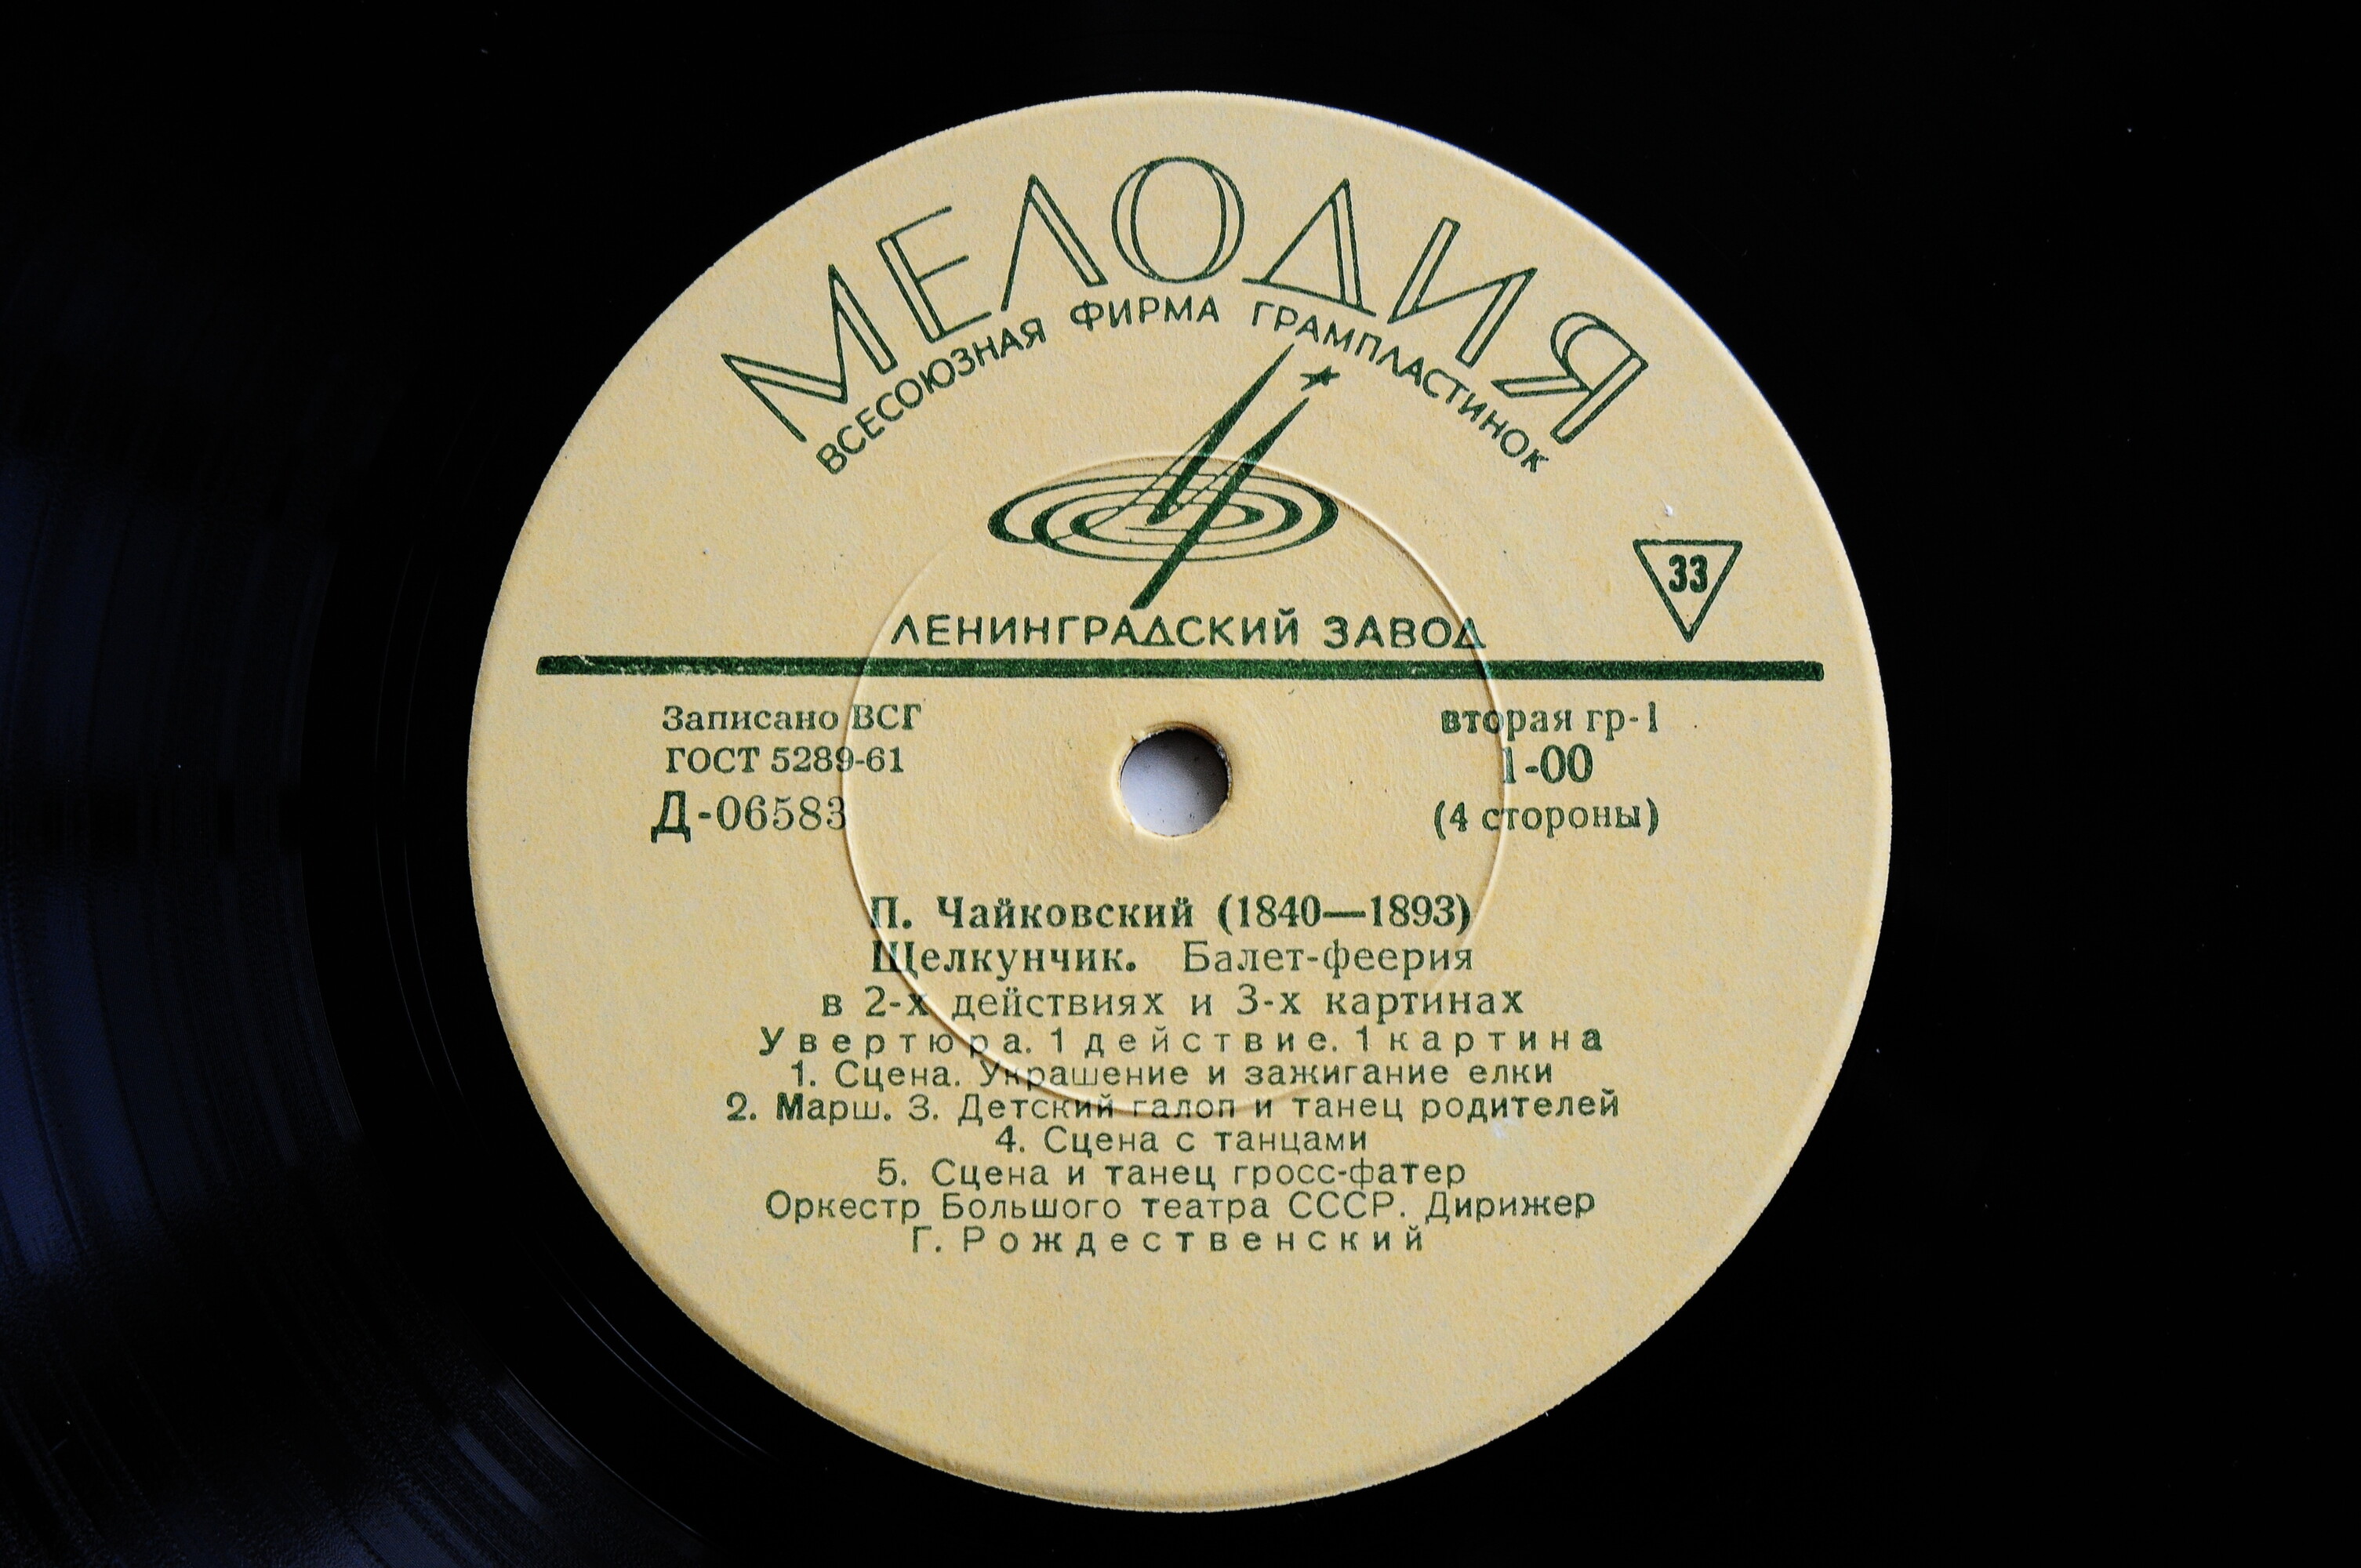 МЕЛОДИЯ
ВСЕСОЮЗНАЯ ФИРМА ГРАМПЛАСТИНОК
33
ЛЕНИНГРАДСКИЙ ЗАВОД
Записано ВСГ
ГОСТ 5289-61
Д-06583
вторая гр-1
1-00
(4 стороны)
П. Чайковский (1840—1893)
Щелкунчик. Балет-феерия
в 2-х действиях и 3-х картинах
Увертюра. 1 действие. 1 картина
1. Сцена. Украшение и зажигание елки
2. Марш. 3. Детский галоп и танец родителей
4. Сцена с танцами
5. Сцена и танец гросс-фатер
Оркестр Большого театра СССР. Дирижер
Г. Рождественский